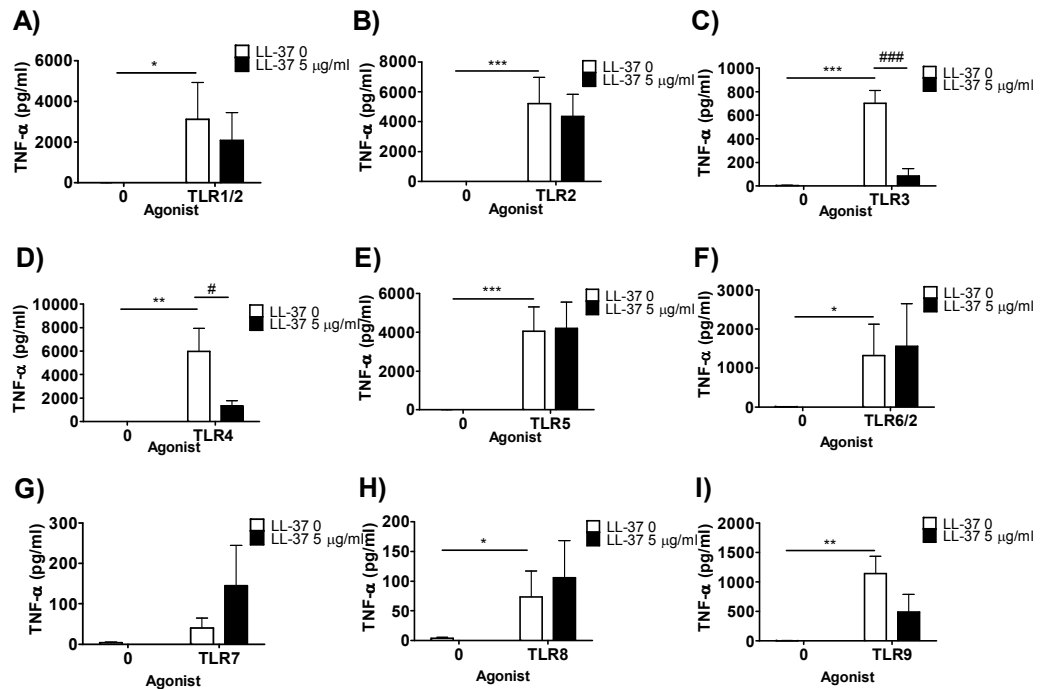 A)
LL-37 0
LL-37 5 μg/ml
*
6000
4000
2000
0
TNF-α (pg/ml)
0
TLR1/2
Agonist
B)
LL-37 0
LL-37 5 μg/ml
***
8000
6000
4000
2000
0
TNF-α (pg/ml)
0
TLR2
Agonist
C)
LL-37 0
LL-37 5 μg/ml
***
###
1000
800
600
400
200
0
TNF-α (pg/ml)
0
TLR3
Agonist
D)
LL-37 0
LL-37 5 μg/ml
**
#
10000
8000
6000
4000
2000
0
TNF-α (pg/ml)
0
TLR4
Agonist
E)
LL-37 0
LL-37 5 μg/ml
***
6000
4000
2000
0
TNF-α (pg/ml)
0
TLR5
Agonist
F)
LL-37 0
LL-37 5 μg/ml
*
3000
2000
1000
0
TNF-α (pg/ml)
0
TLR6/2
Agonist
G)
LL-37 0
LL-37 5 μg/ml
300
200
100
0
TNF-α (pg/ml)
0
TLR7
Agonist
H)
LL-37 0
LL-37 5 μg/ml
*
200
150
100
50
0
TNF-α (pg/ml)
0
TLR8
Agonist
I)
LL-37 0
LL-37 5 μg/ml
**
2000
1500
1000
500
0
TNF-α (pg/ml)
0
TLR9
Agonist